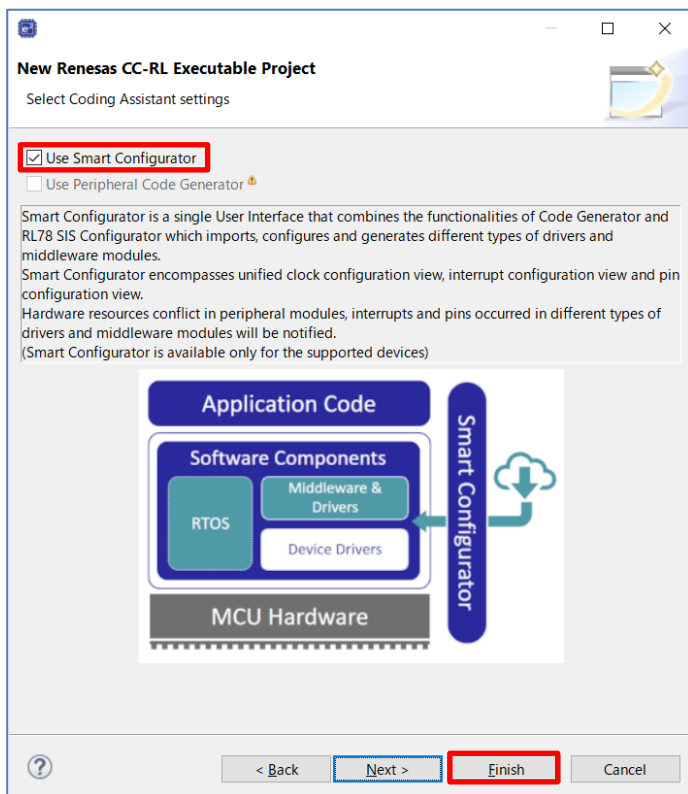 New Renesas CC-RL Executable Project
Select Coding Assistant settings
Use Smart Configurator
Use Peripheral Code Generator
Smart Configurator is a single User Interface that combines the functionalities of Code Generator and
RL78 SIS Configurator which imports, configures and generates different types of drivers and
middleware modules.
Smart Configurator encompasses unified clock configuration view, interrupt configuration view and pin
configuration view.
Hardware resources conflict in peripheral modules, interrupts and pins occurred in different types of
drivers and middleware modules will be notified.
(Smart Configurator is available only for the supported devices)
Application Code
Software Components
Middleware &
Drivers
RTOS
Device Drivers
MCU Hardware
Smart Configurator
< Back
Next >
Finish
Cancel